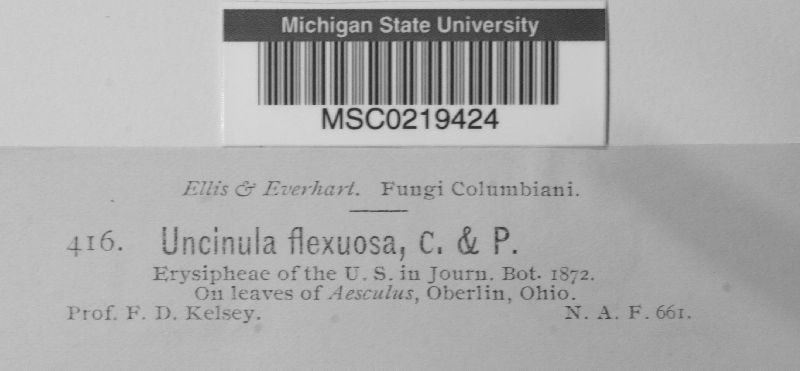 Michigan State University
MSC0219424
Ellis & Everhart. Fungi Columbiani.
416. Uncinula flexuosa, C. & P.
Erysipheae of the U. S. in Journ. Bot. 1872.
On leaves of Aesculus, Oberlin, Ohio.
Prof. F. D. Kelsey. N. A. F. 661.